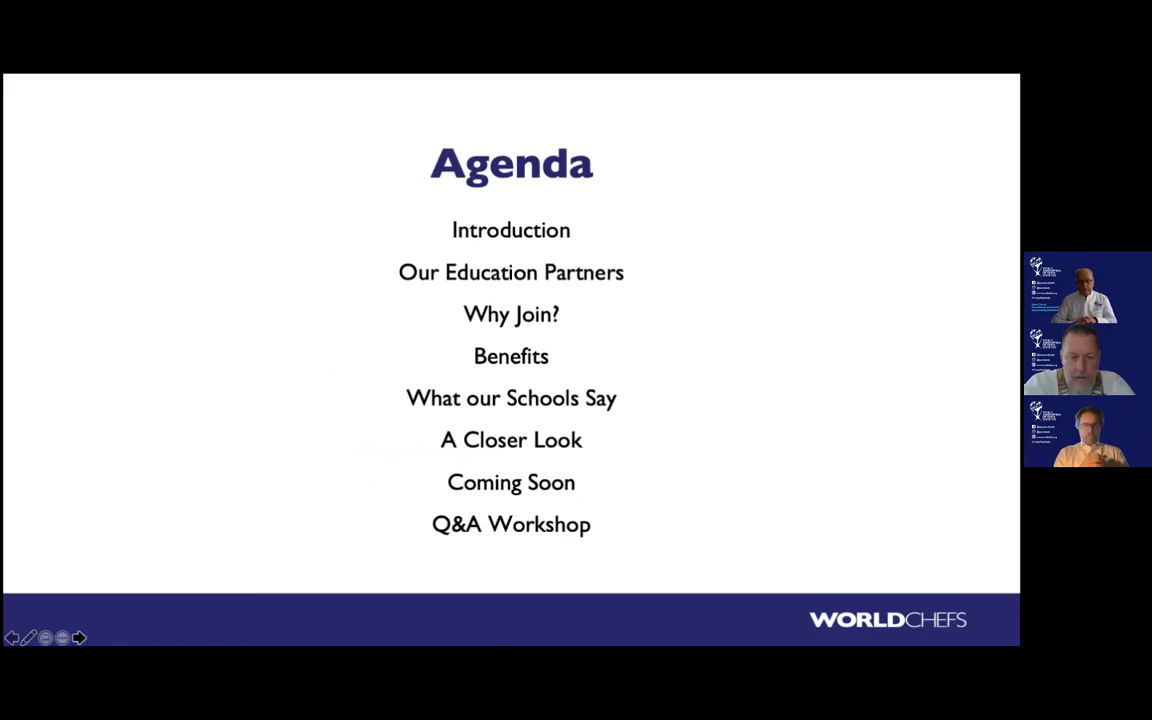 Agenda
Introduction
Our Education Partners
Why Join?
Benefits
What our Schools Say
A Closer Look
Coming Soon
Q&A Workshop
WORLDCHEFS